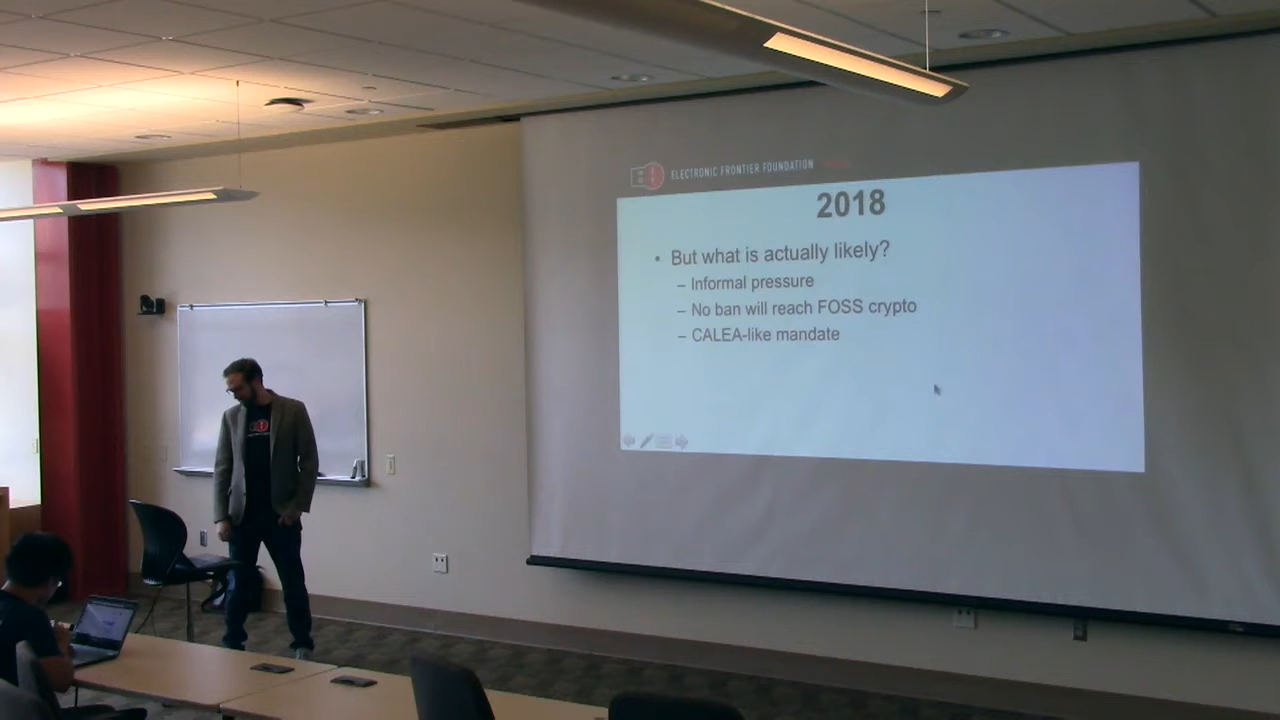 ELECTRONIC FRONTIER FOUNDATION
2018
• But what is actually likely?
– Informal pressure
– No ban will reach FOSS crypto
– CALEA-like mandate